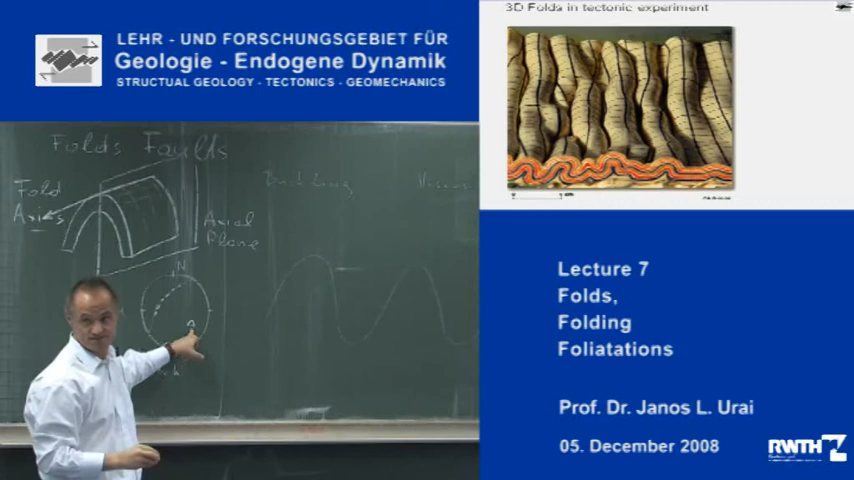 LEHR - UND FORSCHUNGSGEBIET FÜR
Geologie - Endogene Dynamik
STRUCTUAL GEOLOGY - TECTONICS - GEOMECHANICS
3D Folds in tectonic experiment
Folds Faults
Fold
Axis
Axial
Plane
N
Buckling
Lecture 7
Folds,
Folding
Foliatations
Prof. Dr. Janos L. Urai
05. December 2008
RWTH